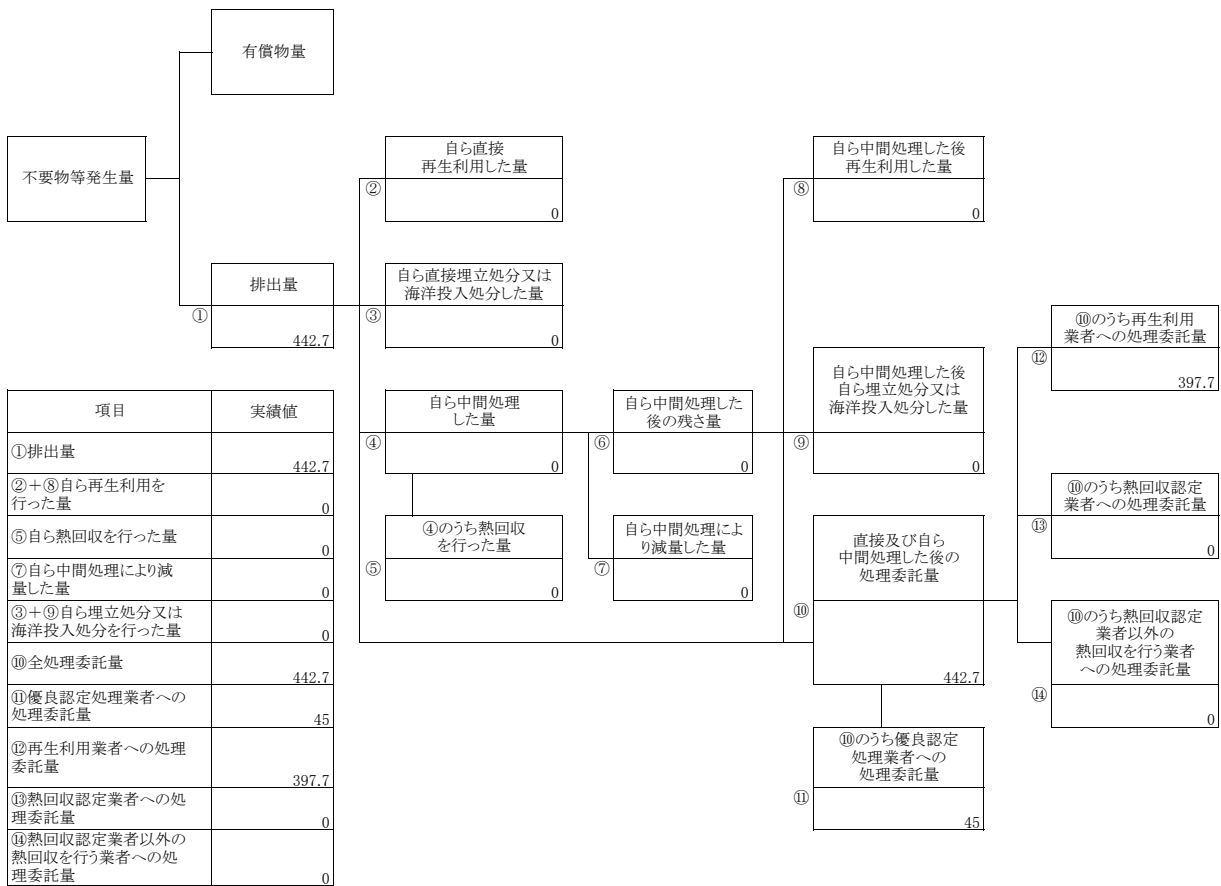 有償物量
不要物等発生量
排出量
①
442.7
自ら直接
再生利用した量
②
0
自ら直接埋立処分又は
海洋投入処分した量
③
0
自ら中間処理
した量
④
0
④のうち熱回収
を行った量
⑤
0
自ら中間処理した
後の残さ量
⑥
0
自ら中間処理によ
り減量した量
⑦
0
自ら中間処理した後
再生利用した量
⑧
0
自ら中間処理した後
自ら埋立処分又は
海洋投入処分した量
⑨
0
直接及び自ら
中間処理した後の
処理委託量
⑩
442.7
⑩のうち優良認定
処理業者への
処理委託量
⑪
45
⑩のうち再生利用
業者への処理委託量
⑫
397.7
⑩のうち熱回収認定
業者への処理委託量
⑬
0
⑩のうち熱回収認定
業者以外の
熱回収を行う業者
への処理委託量
⑭
0
項目 実績値
①排出量
442.7
②+⑧自ら再生利用を
行った量
0
⑤自ら熱回収を行った量
0
⑦自ら中間処理により減
量した量
0
③+⑨自ら埋立処分又は
海洋投入処分を行った量
0
⑩全処理委託量
442.7
⑪優良認定処理業者への
処理委託量
45
⑫再生利用業者への処理
委託量
397.7
⑬熱回収認定業者への処
理委託量
0
⑭熱回収認定業者以外の
熱回収を行う業者への処
理委託量
0